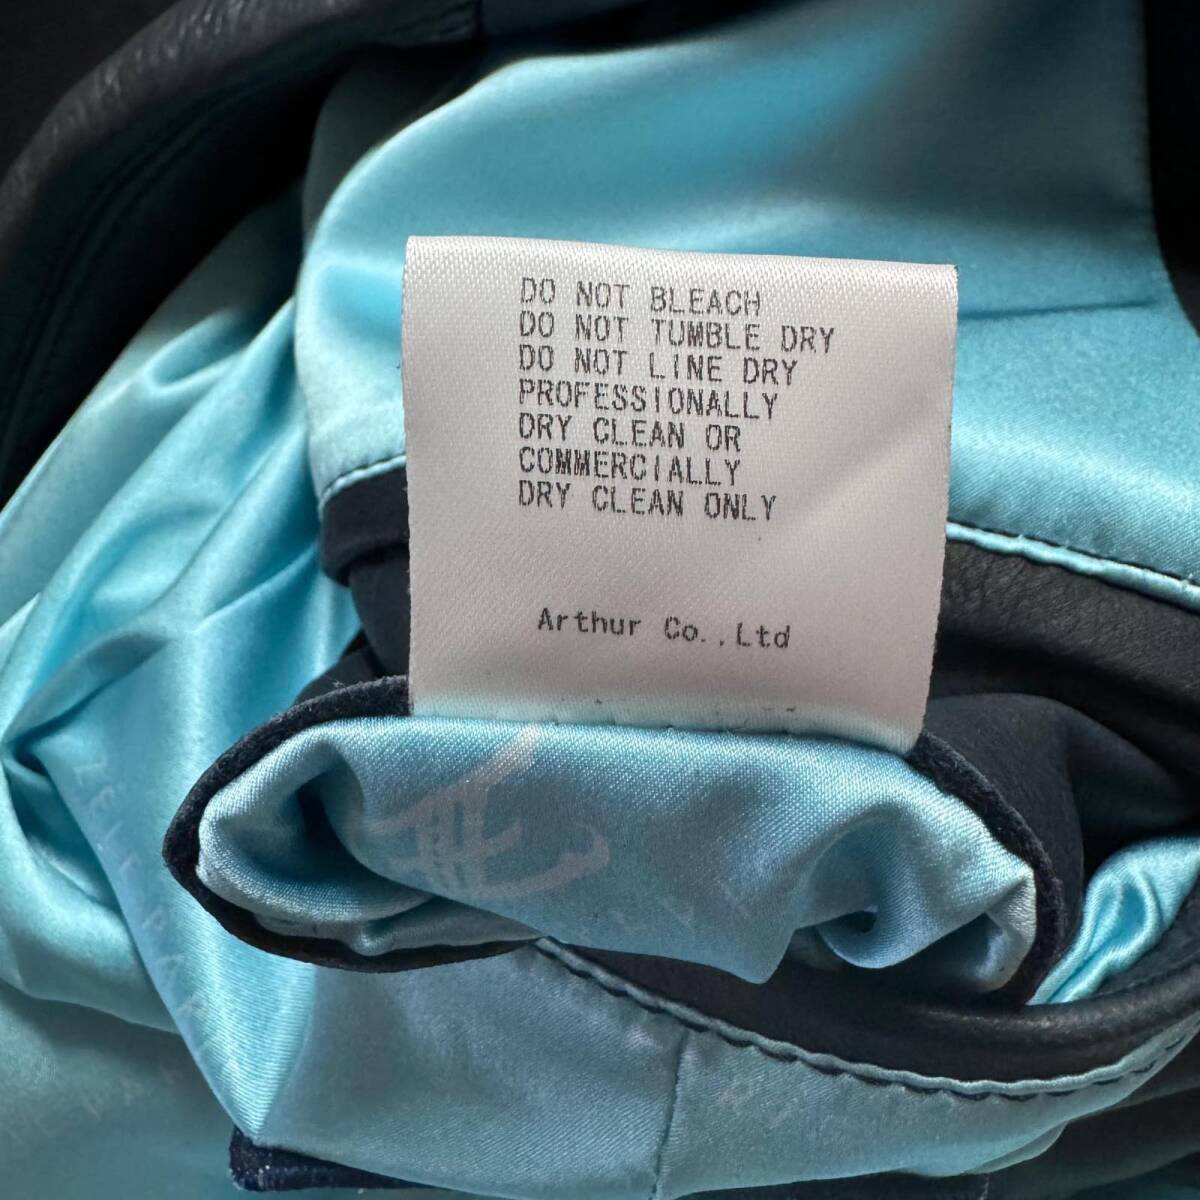 DO NOT BLEACH
DO NOT TUMBLE DRY
DO NOT LINE DRY
PROFESSIONALLY
DRY CLEAN OR
COMMERCIALLY
DRY CLEAN ONLY
Arthur Co.,Ltd